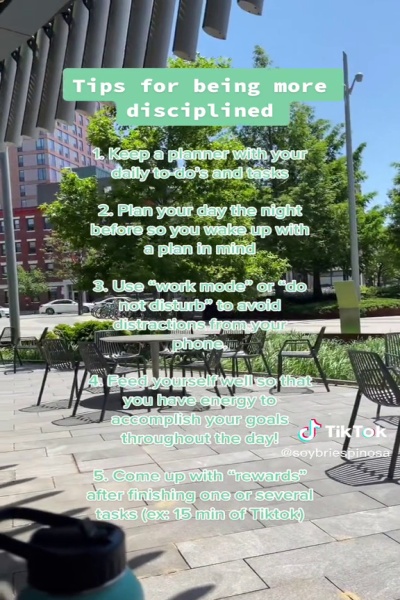 Tips for being more
disciplined
1. Keep a planner with your
daily to-do's and tasks
2. Plan your day the night
before so you wake up with
a plan in mind
3. Use “work mode” or “do
not disturb” to avoid
distractions from your
phone.
4. Feed yourself well so that
you have energy to
accomplish your goals
throughout the day!
TikTok
@soybriespinosa
5. Come up with “rewards”
after finishing one or several
tasks (ex: 15 min of Tiktok)